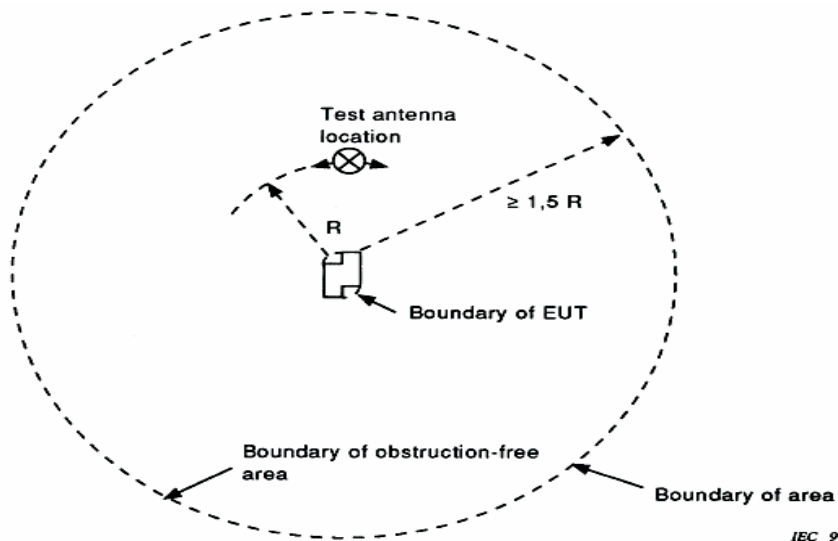 Test antenna
location
≥ 1,5 R
R
Boundary of EUT
Boundary of obstruction-free
area
Boundary of area
IEC 9